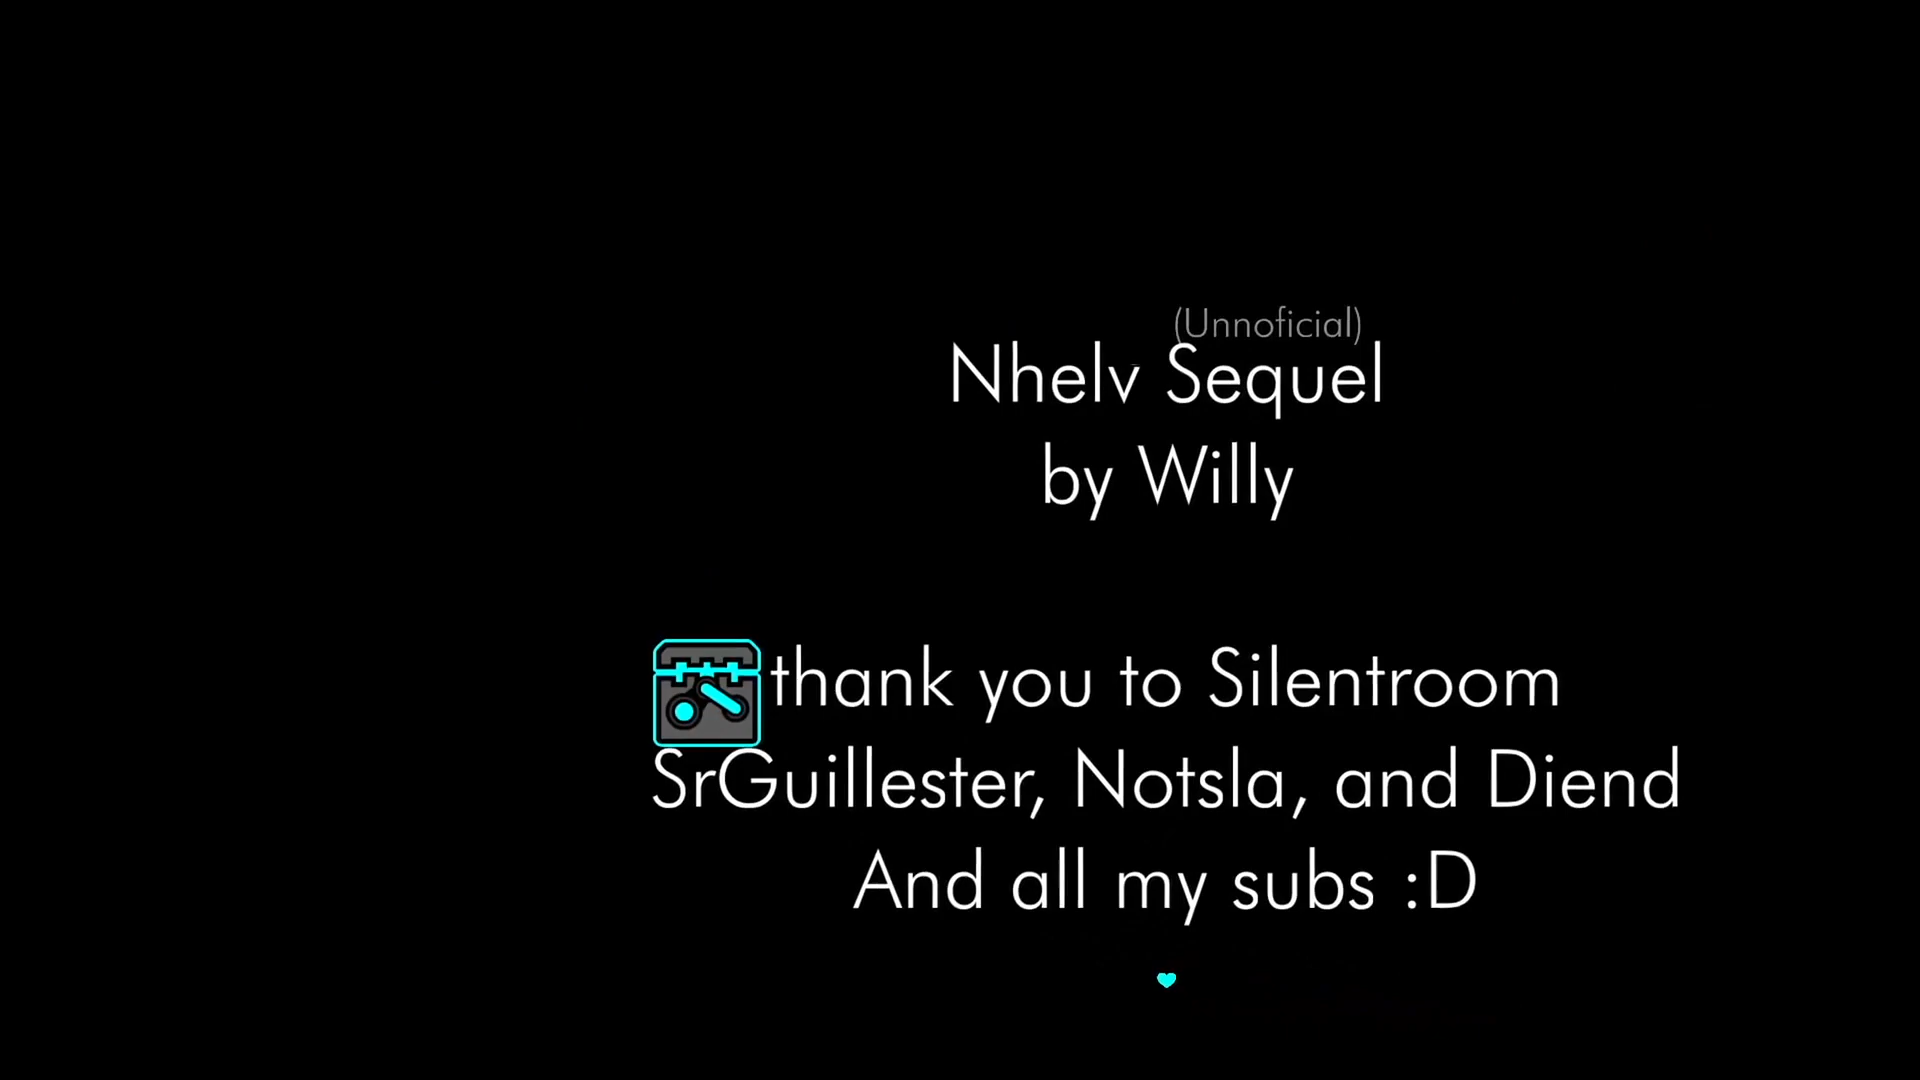 (Unnoficial)
Nhelv Sequel
by Willy
thank you to Silentroom
SrGuillester, Notsla, and Diend
And all my subs :D